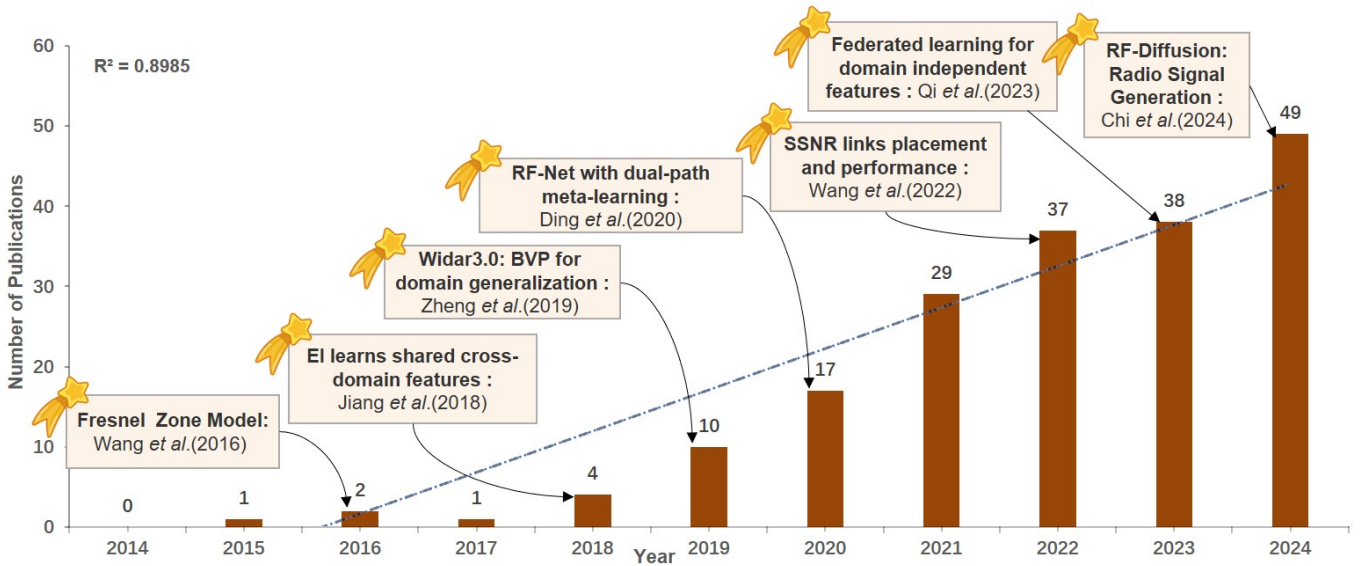 R² = 0.8985
Number of Publications
60
50
40
30
20
10
0
Fresnel Zone Model:
Wang et al.(2016)
EI learns shared cross-
domain features :
Jiang et al.(2018)
Widar3.0: BVP for
domain generalization :
Zheng et al.(2019)
RF-Net with dual-path
meta-learning :
Ding et al.(2020)
SSNR links placement
and performance :
Wang et al.(2022)
Federated learning for
domain independent
features : Qi et al.(2023)
RF-Diffusion:
Radio Signal
Generation :
Chi et al.(2024)
0
1
2
1
4
10
17
29
37
38
49
2014
2015
2016
2017
2018
2019
2020
2021
2022
2023
2024
Year